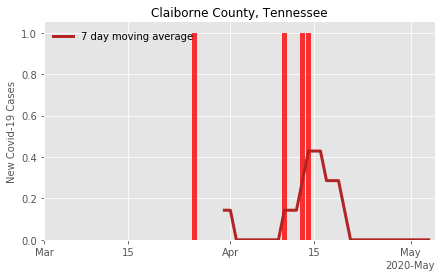 Claiborne County, Tennessee
7 day moving average
New Covid-19 Cases
1.0
0.8
0.6
0.4
0.2
0.0
Mar 15 Apr 15 May
2020-May